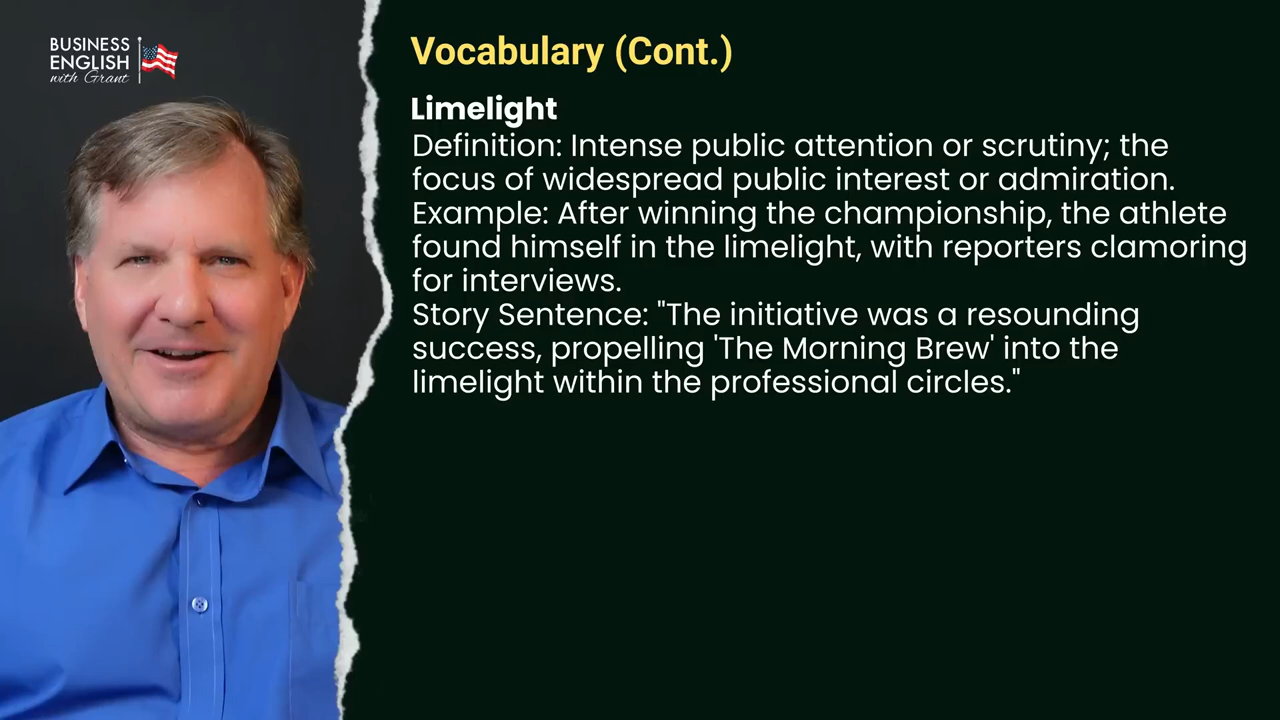 BUSINESS
ENGLISH
with Grant
Vocabulary (Cont.)
Limelight
Definition: Intense public attention or scrutiny; the
focus of widespread public interest or admiration.
Example: After winning the championship, the athlete
found himself in the limelight, with reporters clamoring
for interviews.
Story Sentence: "The initiative was a resounding
success, propelling 'The Morning Brew' into the
limelight within the professional circles."